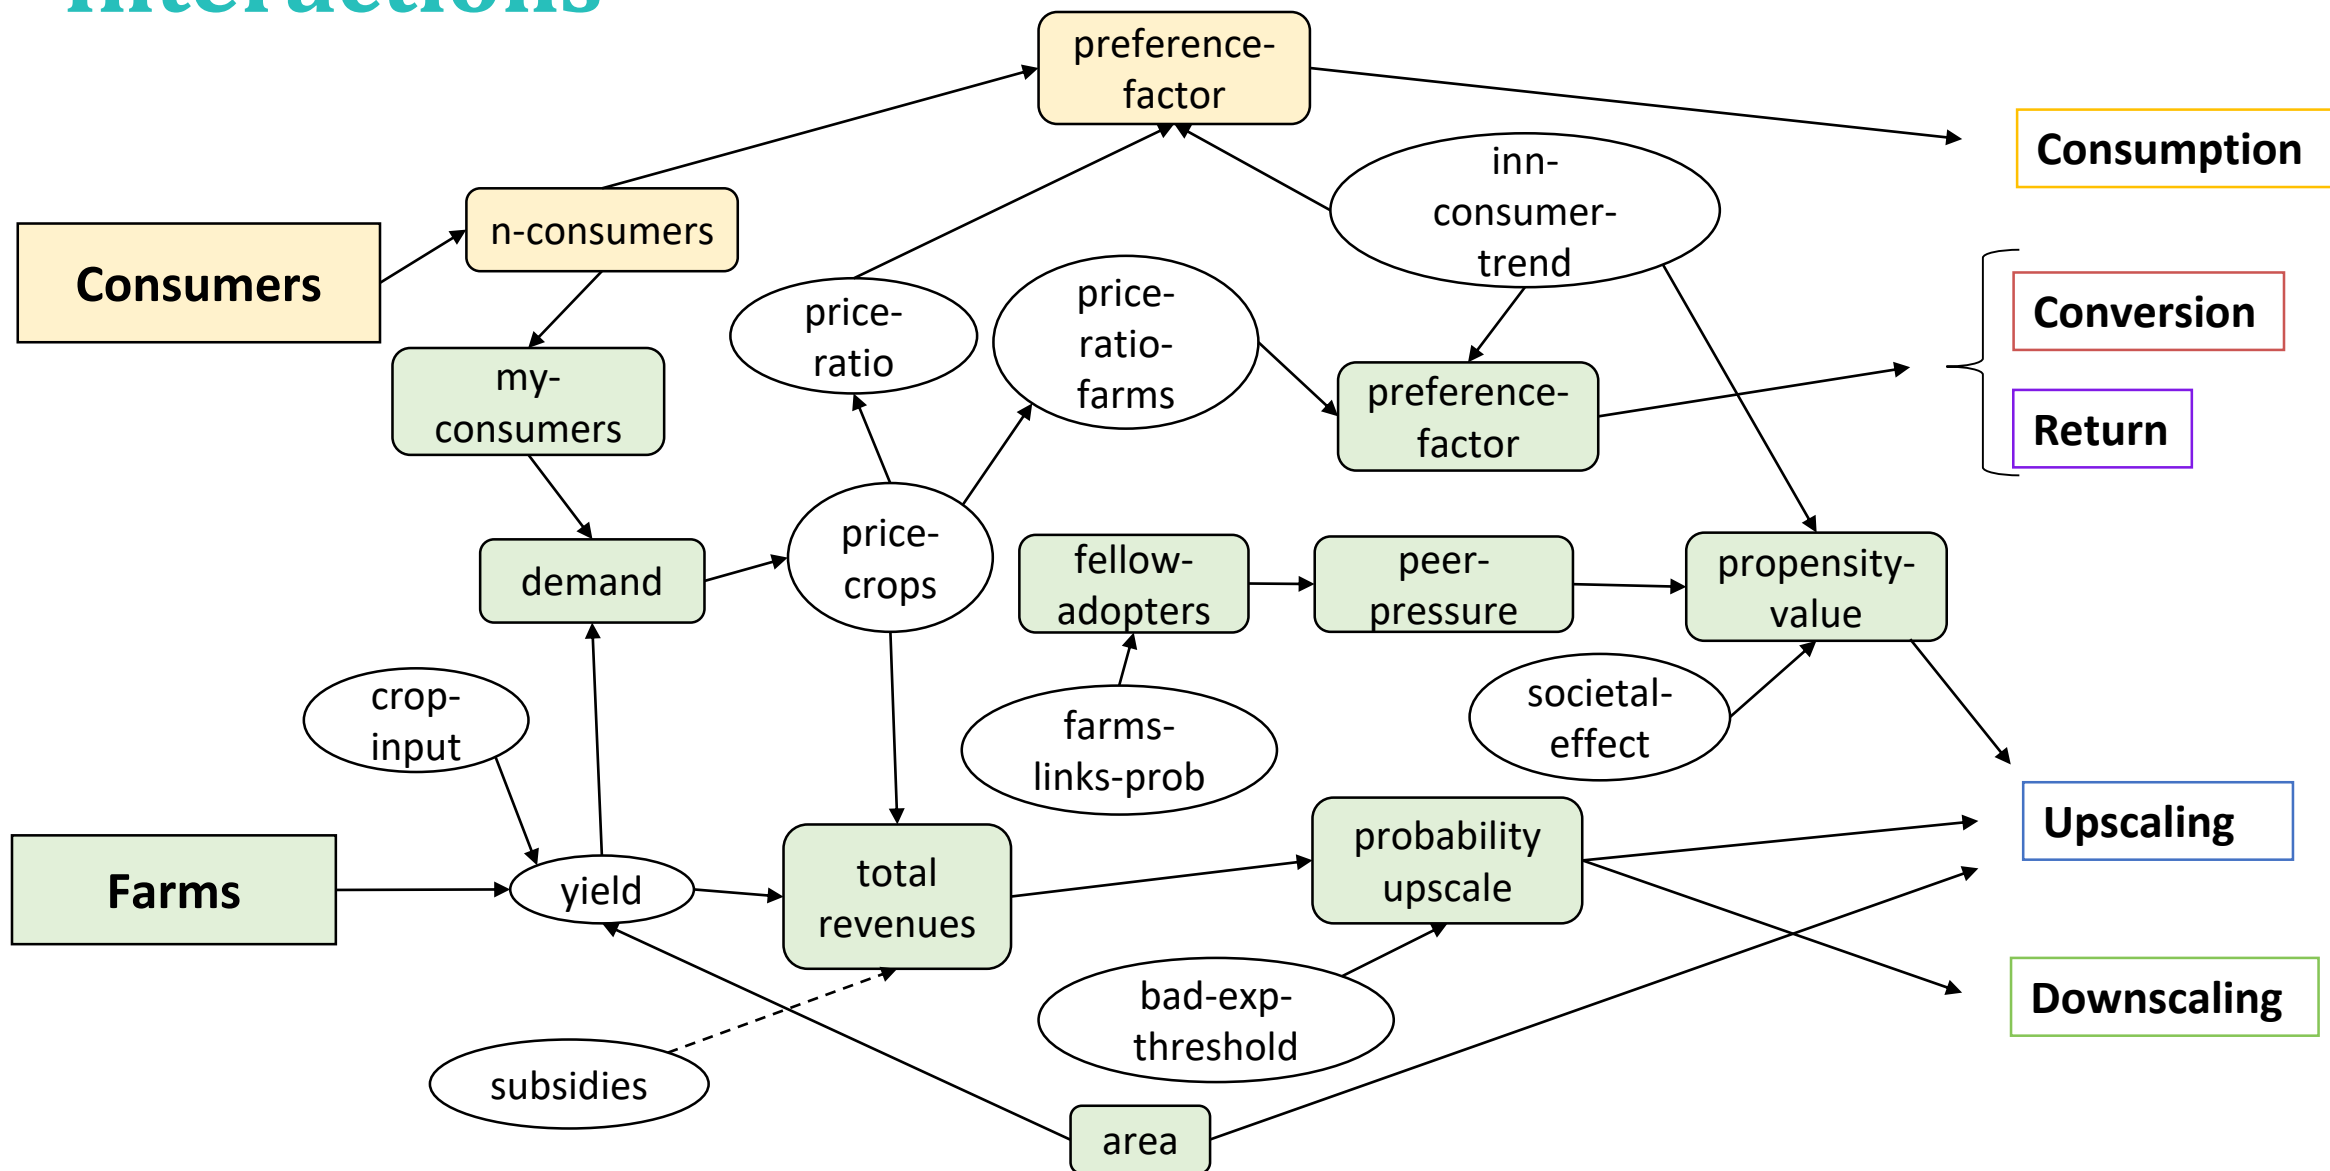 interactions
preference-
factor
Consumption
inn-
consumer-
trend
n-consumers
Consumers
price-
ratio
price-
ratio-
farms
Conversion
my-
consumers
preference-
factor
Return
demand
price-
crops
fellow-
adopters
peer-
pressure
propensity-
value
crop-
input
farms-
links-prob
societal-
effect
Farms
yield
total
revenues
probability
upscale
Upscaling
bad-exp-
threshold
Downscaling
subsidies
area